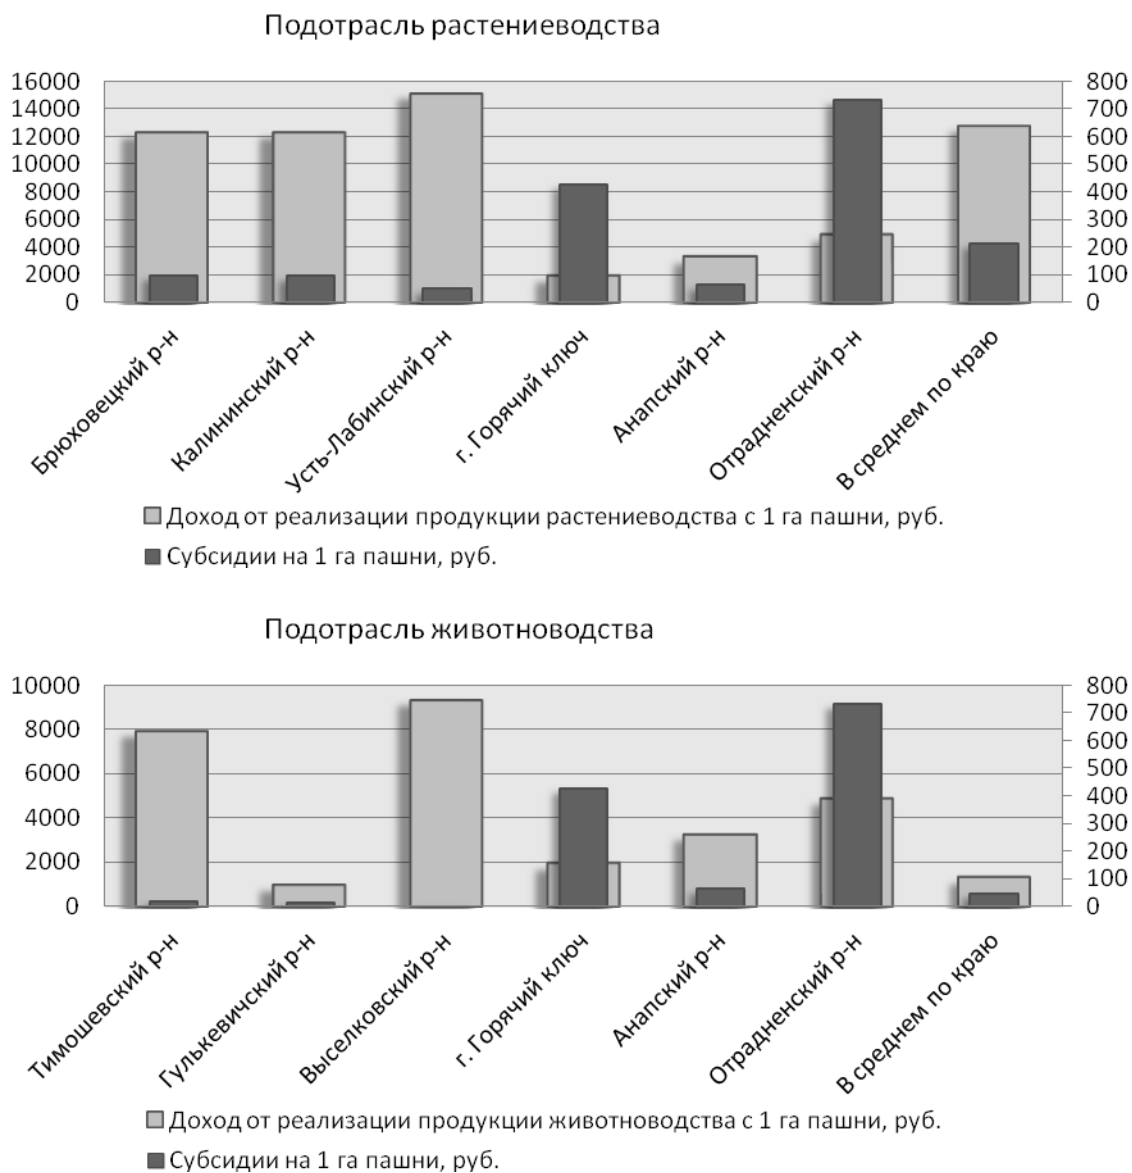 Подотрасль растениеводства
16000
14000
12000
10000
8000
6000
4000
2000
0
800
700
600
500
400
300
200
100
0
Брюховецкий р-н
Калининский р-н
Усть-Лабинский р-н
г. Горячий ключ
Анапский р-н
Отрадненский р-н
В среднем по краю
Доход от реализации продукции растениеводства с 1 га пашни, руб.
Субсидии на 1 га пашни, руб.
Подотрасль животноводства
10000
8000
6000
4000
2000
0
800
700
600
500
400
300
200
100
0
Тимошевский р-н
Гулькевичский р-н
Выселковский р-н
г. Горячий ключ
Анапский р-н
Отрадненский р-н
В среднем по краю
Доход от реализации продукции животноводства с 1 га пашни, руб.
Субсидии на 1 га пашни, руб.